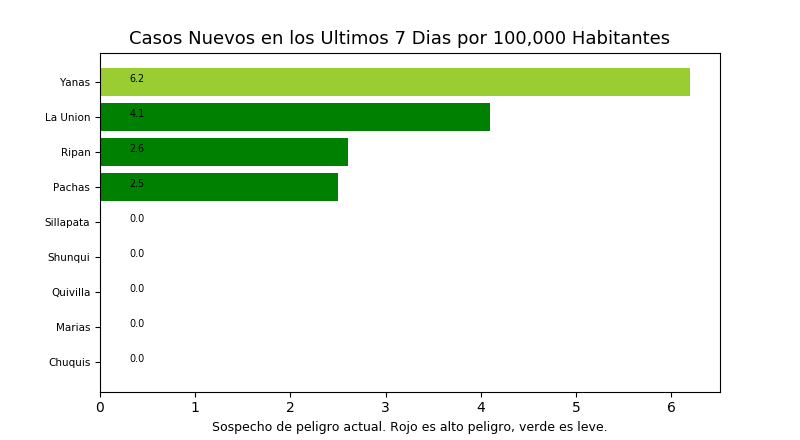 Casos Nuevos en los Ultimos 7 Dias por 100,000 Habitantes
Yanas 6.2
La Union 4.1
Ripan 2.6
Pachas 2.5
Sillapata 0.0
Shunqui 0.0
Quivilla 0.0
Marias 0.0
Chuquis 0.0
0 1 2 3 4 5 6
Sospecho de peligro actual. Rojo es alto peligro, verde es leve.